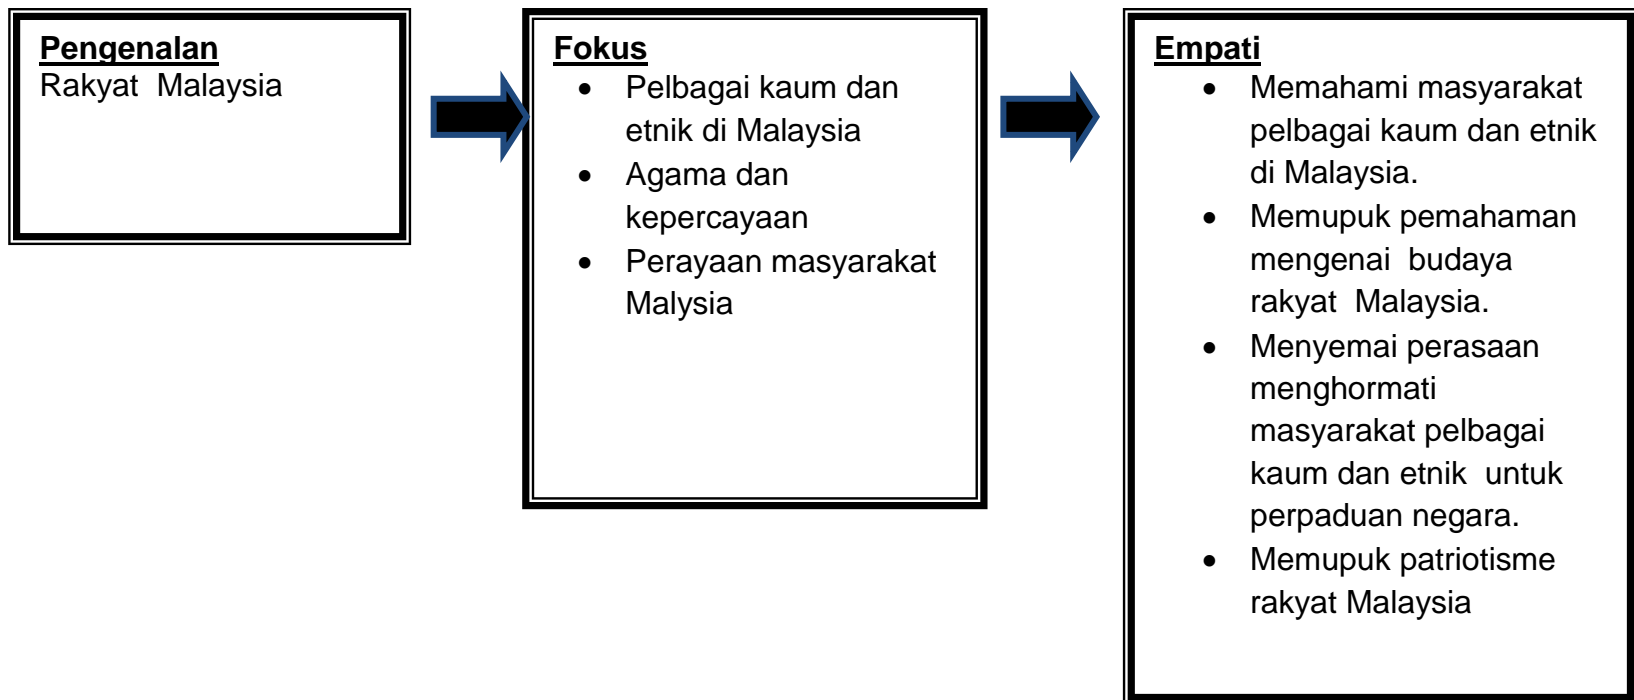 Pengenalan
Rakyat  Malaysia
Fokus
• Pelbagai kaum dan
etnik di Malaysia
• Agama dan
kepercayaan
• Perayaan masyarakat
Malysia
Empati
• Memahami masyarakat
pelbagai kaum dan etnik
di Malaysia.
• Memupuk pemahaman
mengenai  budaya
rakyat  Malaysia.
• Menyemai perasaan
menghormati
masyarakat pelbagai
kaum dan etnik  untuk
perpaduan negara.
• Memupuk patriotisme
rakyat Malaysia